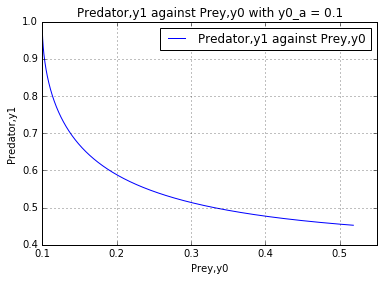 Predator,y1 against Prey,y0 with y0_a = 0.1
Predator,y1 against Prey,y0
1.0
0.9
0.8
0.7
0.6
0.5
0.4
Predator,y1
0.1 0.2 0.3 0.4 0.5
Prey,y0